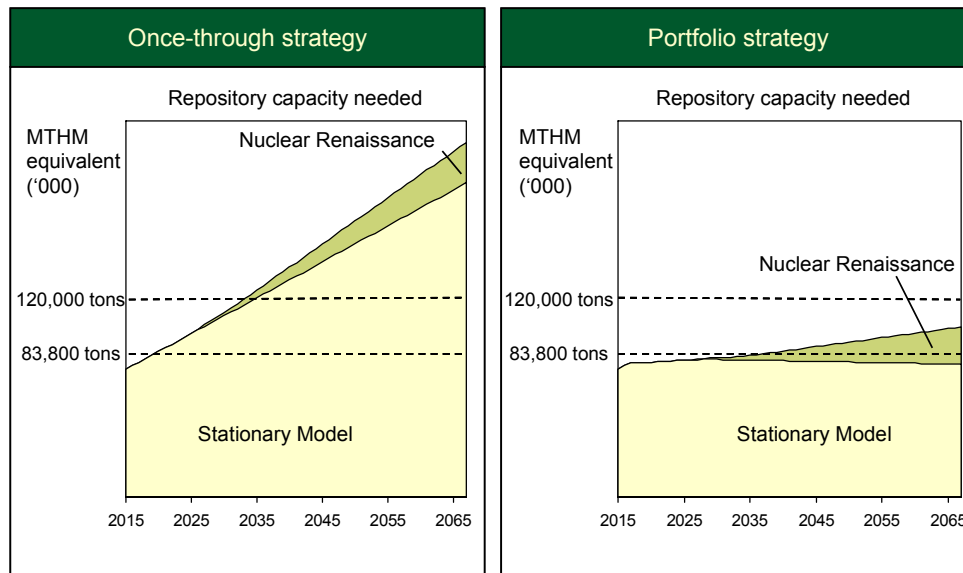 Once-through strategy
Repository capacity needed
MTHM
equivalent
(‘000)
Nuclear Renaissance
120,000 tons
83,800 tons
Stationary Model
2015 2025 2035 2045 2055 2065
Portfolio strategy
Repository capacity needed
MTHM
equivalent
(‘000)
Nuclear Renaissance
120,000 tons
83,800 tons
Stationary Model
2015 2025 2035 2045 2055 2065